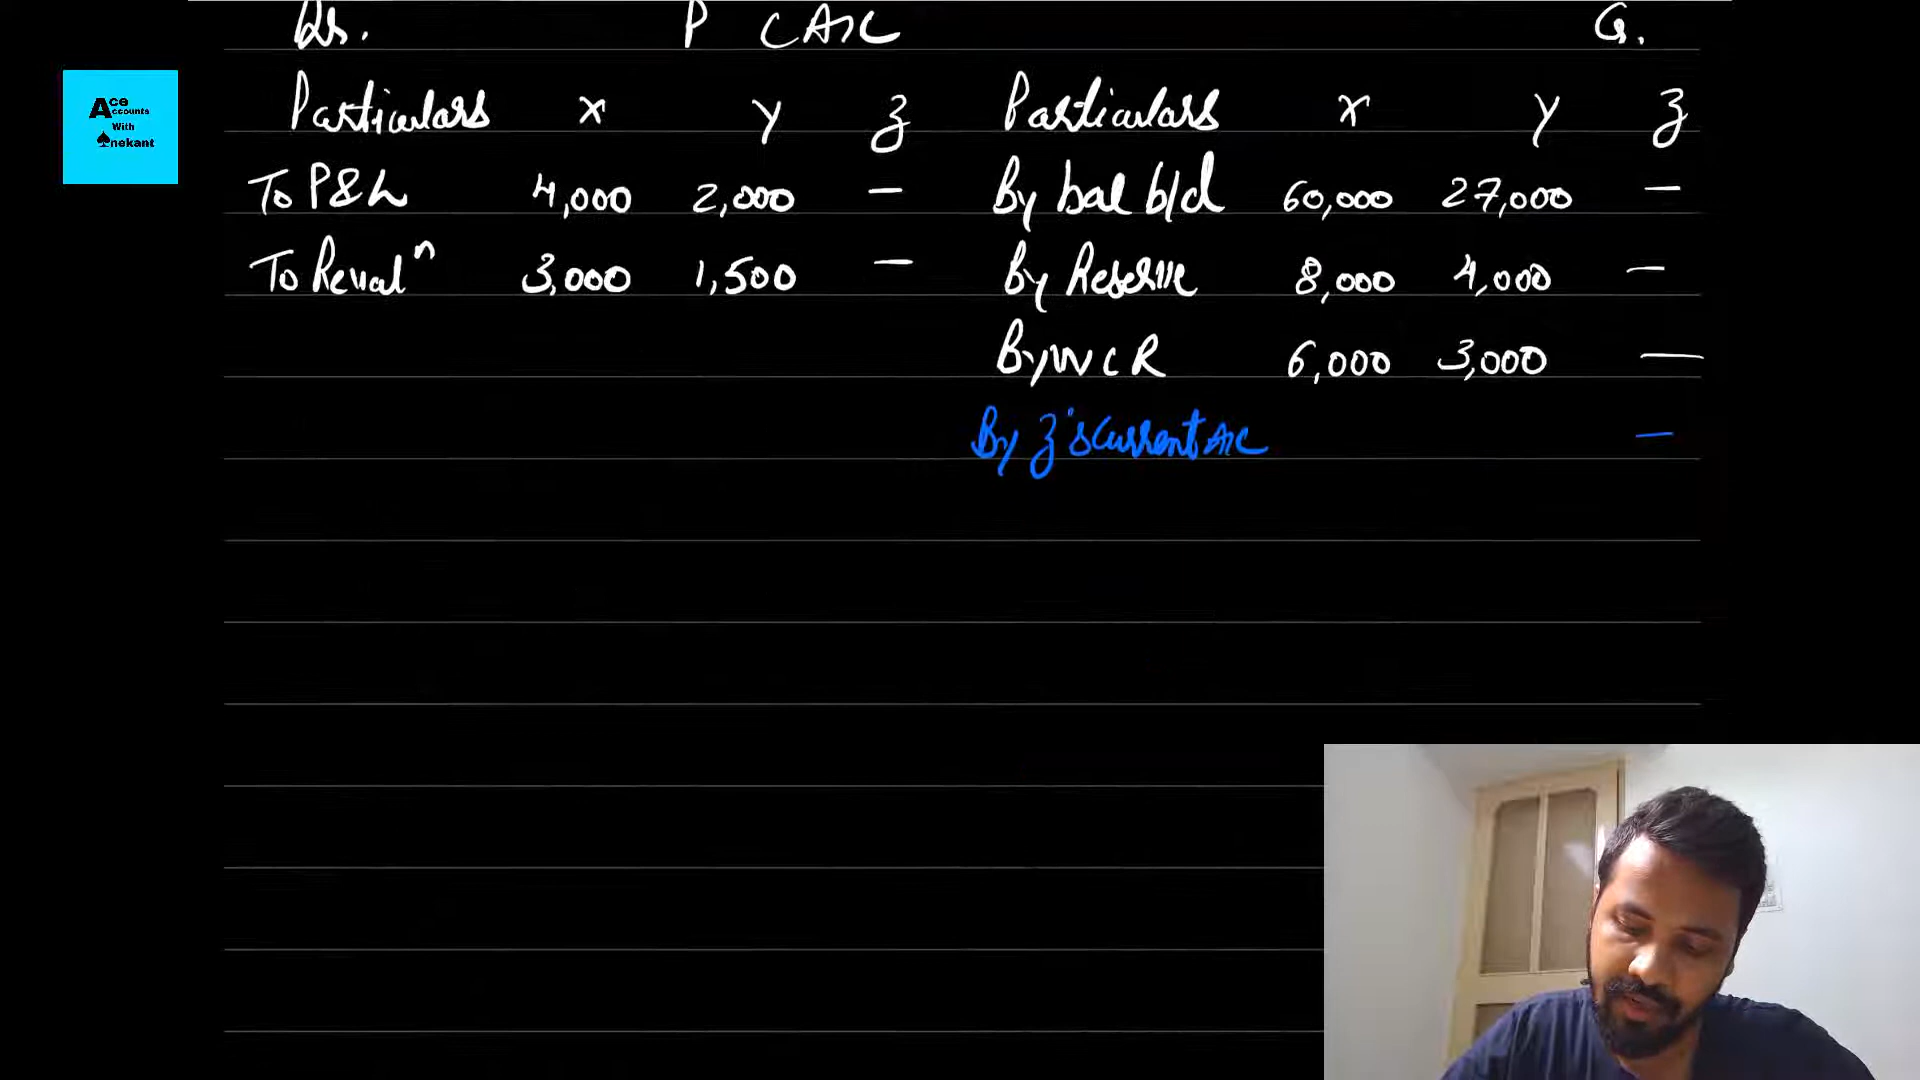 Dr. P CA/c Cr.
Particulars X Y Z Particulars X Y Z
To P&L 4,000 2,000 — By bal b/d 60,000 27,000 —
To Revalⁿ 3,000 1,500 — By Reserve 8,000 4,000 —
By WCR 6,000 3,000 —
By Z's Current A/c —
Ace
Accounts
With
Anekant